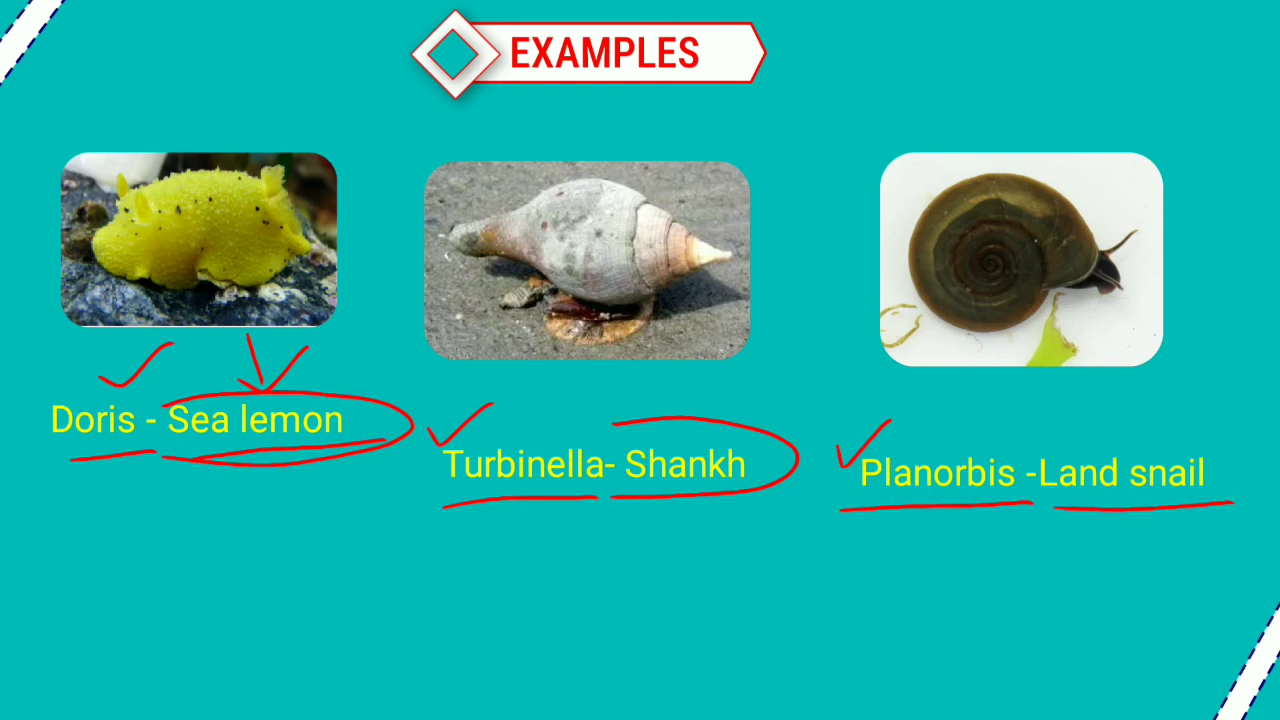 EXAMPLES
Doris - Sea lemon
Turbinella- Shankh
Planorbis -Land snail